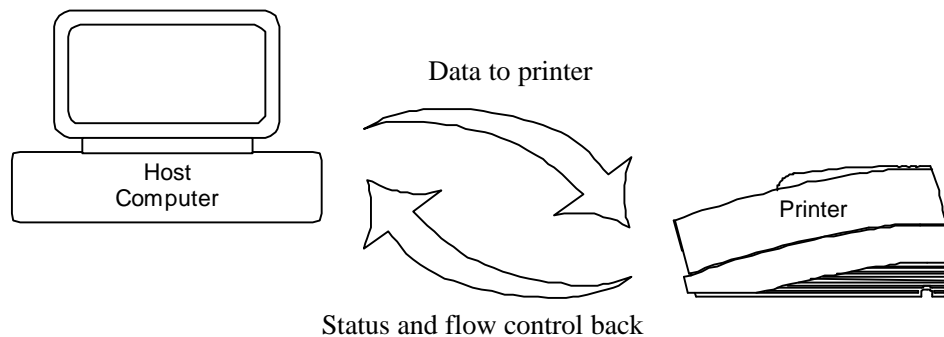 Data to printer
Host
Computer
Printer
Status and flow control back